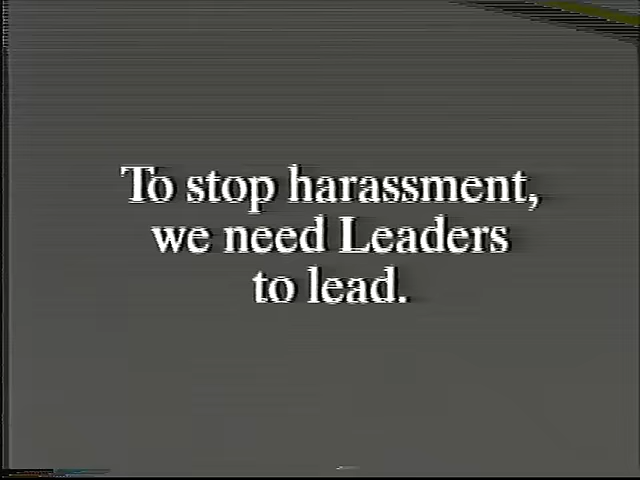 To stop harassment,
we need Leaders
to lead.